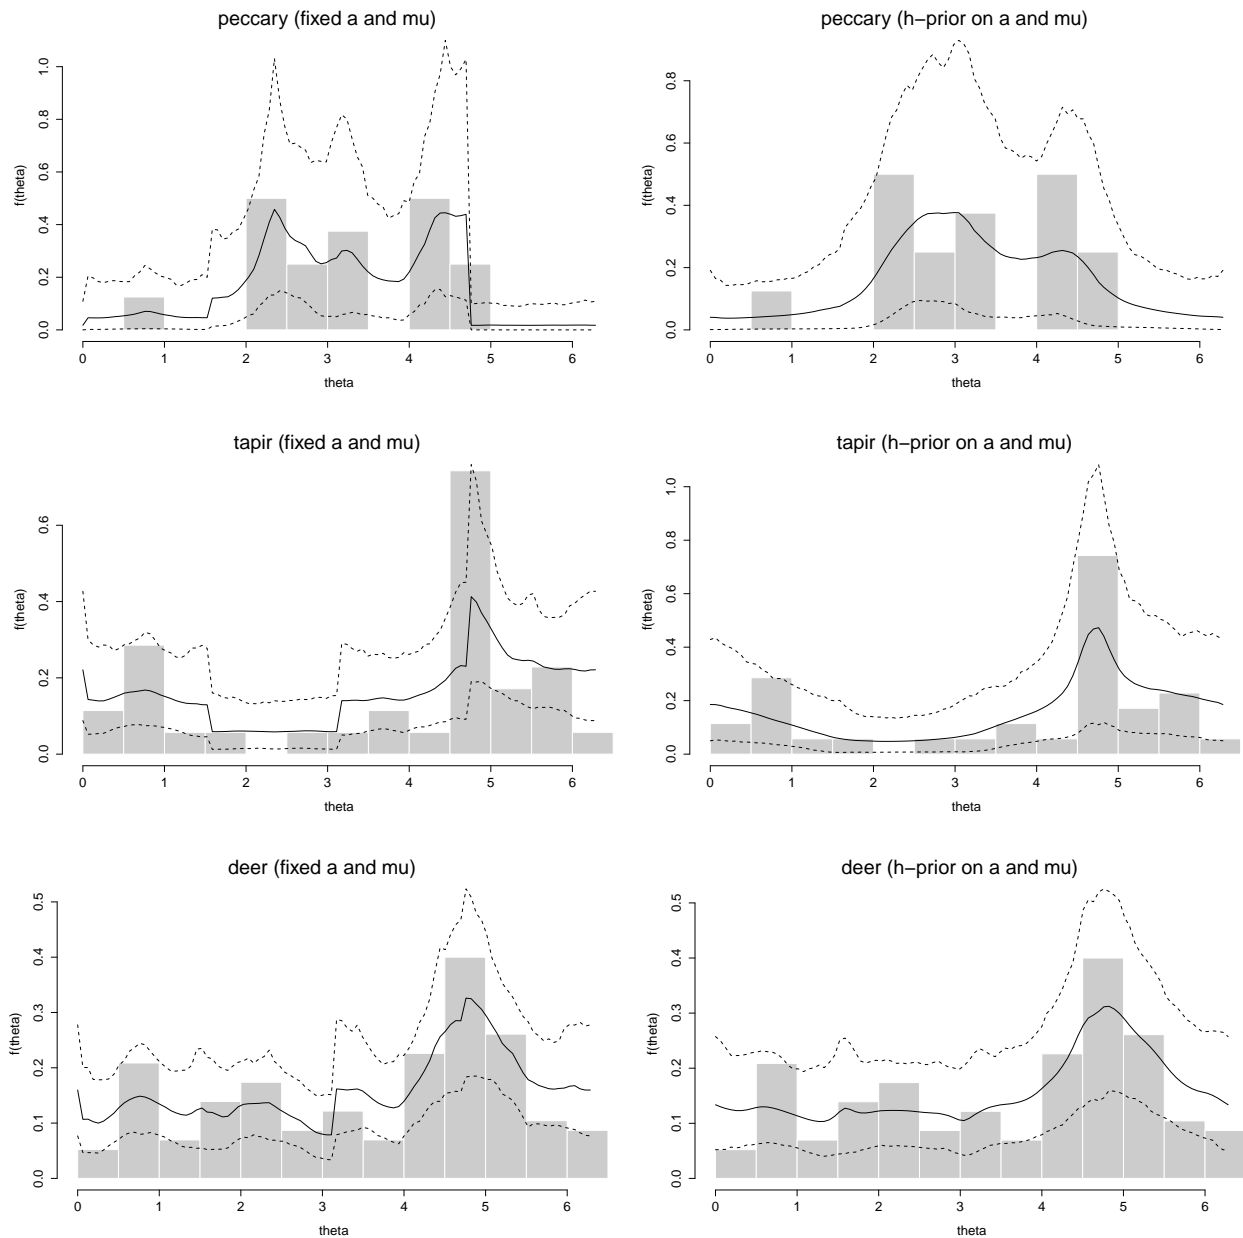 peccary (fixed a and mu)
f(theta)
0.0 0.2 0.4 0.6 0.8 1.0
0 1 2 3 4 5 6
theta
peccary (h−prior on a and mu)
f(theta)
0.0 0.2 0.4 0.6 0.8
0 1 2 3 4 5 6
theta
tapir (fixed a and mu)
f(theta)
0.0 0.2 0.4 0.6
0 1 2 3 4 5 6
theta
tapir (h−prior on a and mu)
f(theta)
0.0 0.2 0.4 0.6 0.8 1.0
0 1 2 3 4 5 6
theta
deer (fixed a and mu)
f(theta)
0.0 0.1 0.2 0.3 0.4 0.5
0 1 2 3 4 5 6
theta
deer (h−prior on a and mu)
f(theta)
0.0 0.1 0.2 0.3 0.4 0.5
0 1 2 3 4 5 6
theta